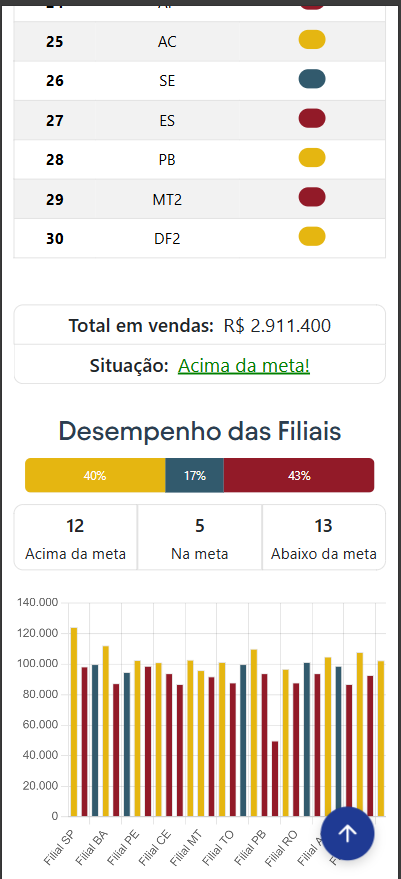 25 AC
26 SE
27 ES
28 PB
29 MT2
30 DF2
Total em vendas: R$ 2.911.400
Situação: Acima da meta!
Desempenho das Filiais
40% 17% 43%
12 5 13
Acima da meta Na meta Abaixo da meta
140.000
120.000
100.000
80.000
60.000
40.000
20.000
0
Filial SP Filial BA Filial PE Filial CE Filial MT Filial TO Filial PB Filial RO Filial